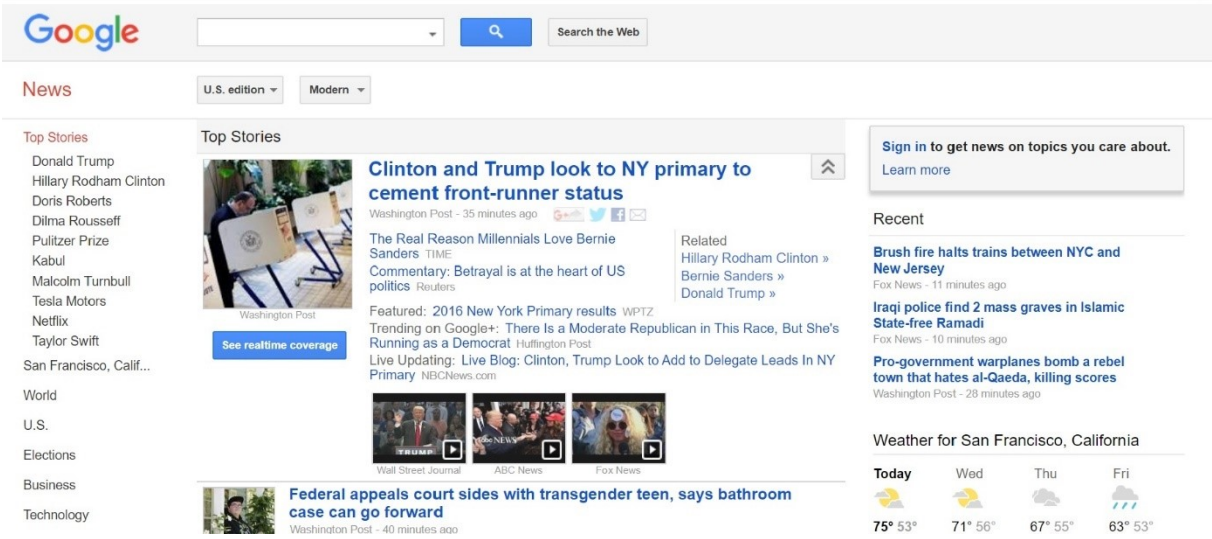 Google
Search the Web
News
U.S. edition
Modern
Top Stories
Donald Trump
Hillary Rodham Clinton
Doris Roberts
Dilma Rousseff
Pulitzer Prize
Kabul
Malcolm Turnbull
Tesla Motors
Netflix
Taylor Swift
San Francisco, Calif...
World
U.S.
Elections
Business
Technology
Top Stories
Washington Post
See realtime coverage
Clinton and Trump look to NY primary to
cement front-runner status
Washington Post - 35 minutes ago
The Real Reason Millennials Love Bernie
Sanders TIME
Commentary: Betrayal is at the heart of US
politics Reuters
Related
Hillary Rodham Clinton »
Bernie Sanders »
Donald Trump »
Featured: 2016 New York Primary results WPTZ
Trending on Google+: There Is a Moderate Republican in This Race, But She's
Running as a Democrat Huffington Post
Live Updating: Live Blog: Clinton, Trump Look to Add to Delegate Leads In NY
Primary NBCNews.com
TRUMP
NEWS
Wall Street Journal
ABC News
Fox News
Federal appeals court sides with transgender teen, says bathroom
case can go forward
Washington Post - 40 minutes ago
Sign in to get news on topics you care about.
Learn more
Recent
Brush fire halts trains between NYC and
New Jersey
Fox News - 11 minutes ago
Iraqi police find 2 mass graves in Islamic
State-free Ramadi
Fox News - 10 minutes ago
Pro-government warplanes bomb a rebel
town that hates al-Qaeda, killing scores
Washington Post - 28 minutes ago
Weather for San Francisco, California
Today Wed Thu Fri
75° 53° 71° 56° 67° 55° 63° 53°